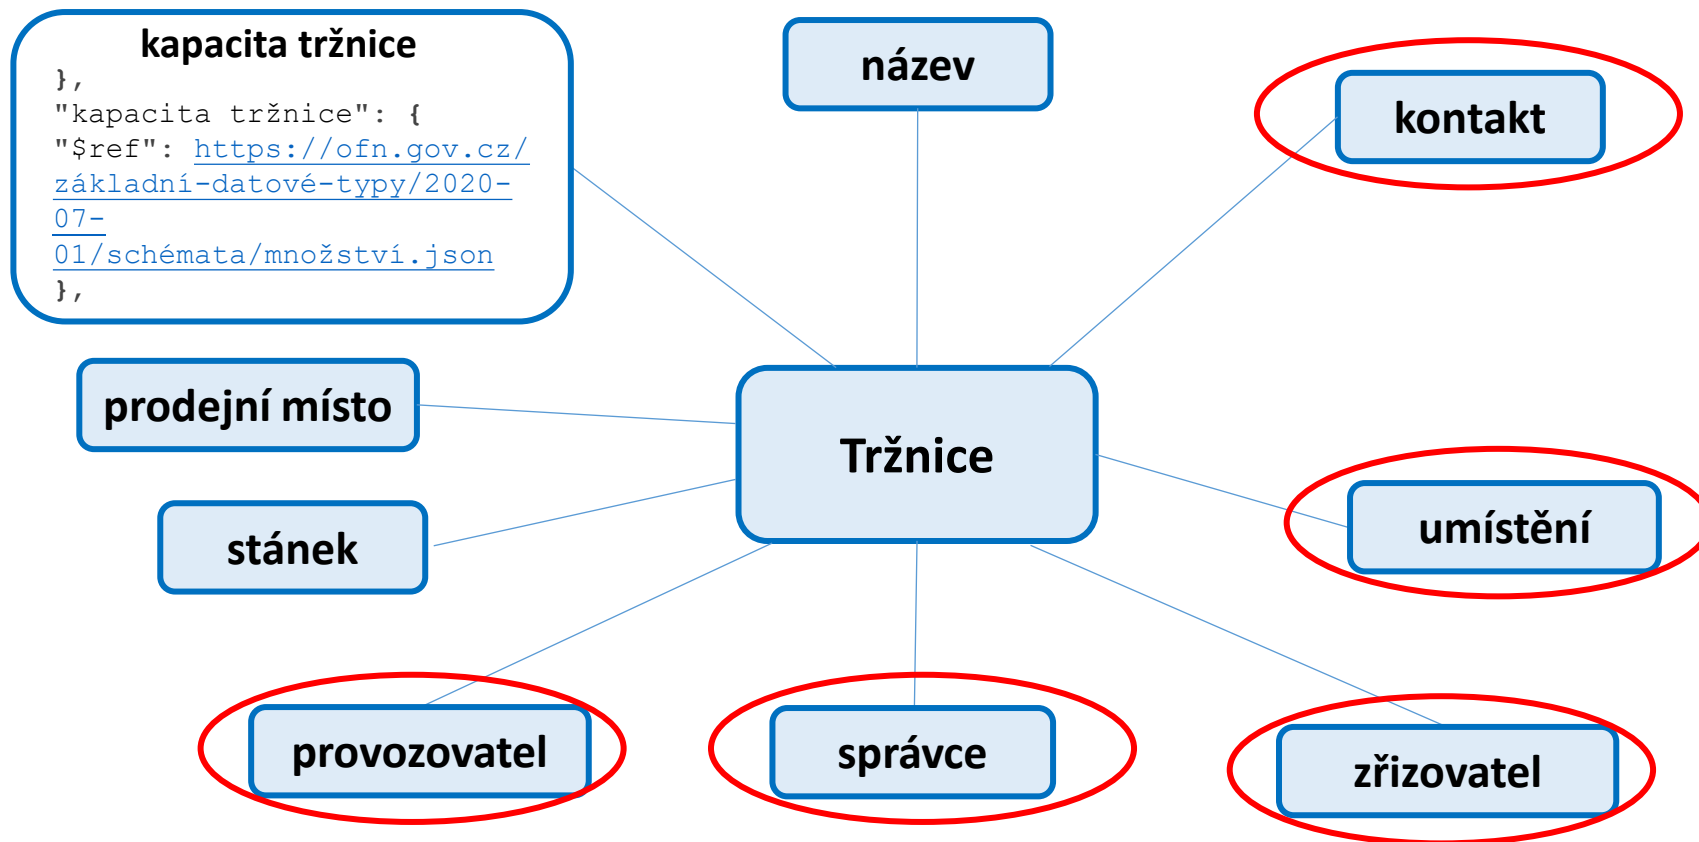 kapacita tržnice
},
"kapacita tržnice": {
"$ref": https://ofn.gov.cz/
základní-datové-typy/2020-
07-
01/schémata/množství.json
},
název
kontakt
prodejní místo
Tržnice
stánek
umístění
provozovatel
správce
zřizovatel